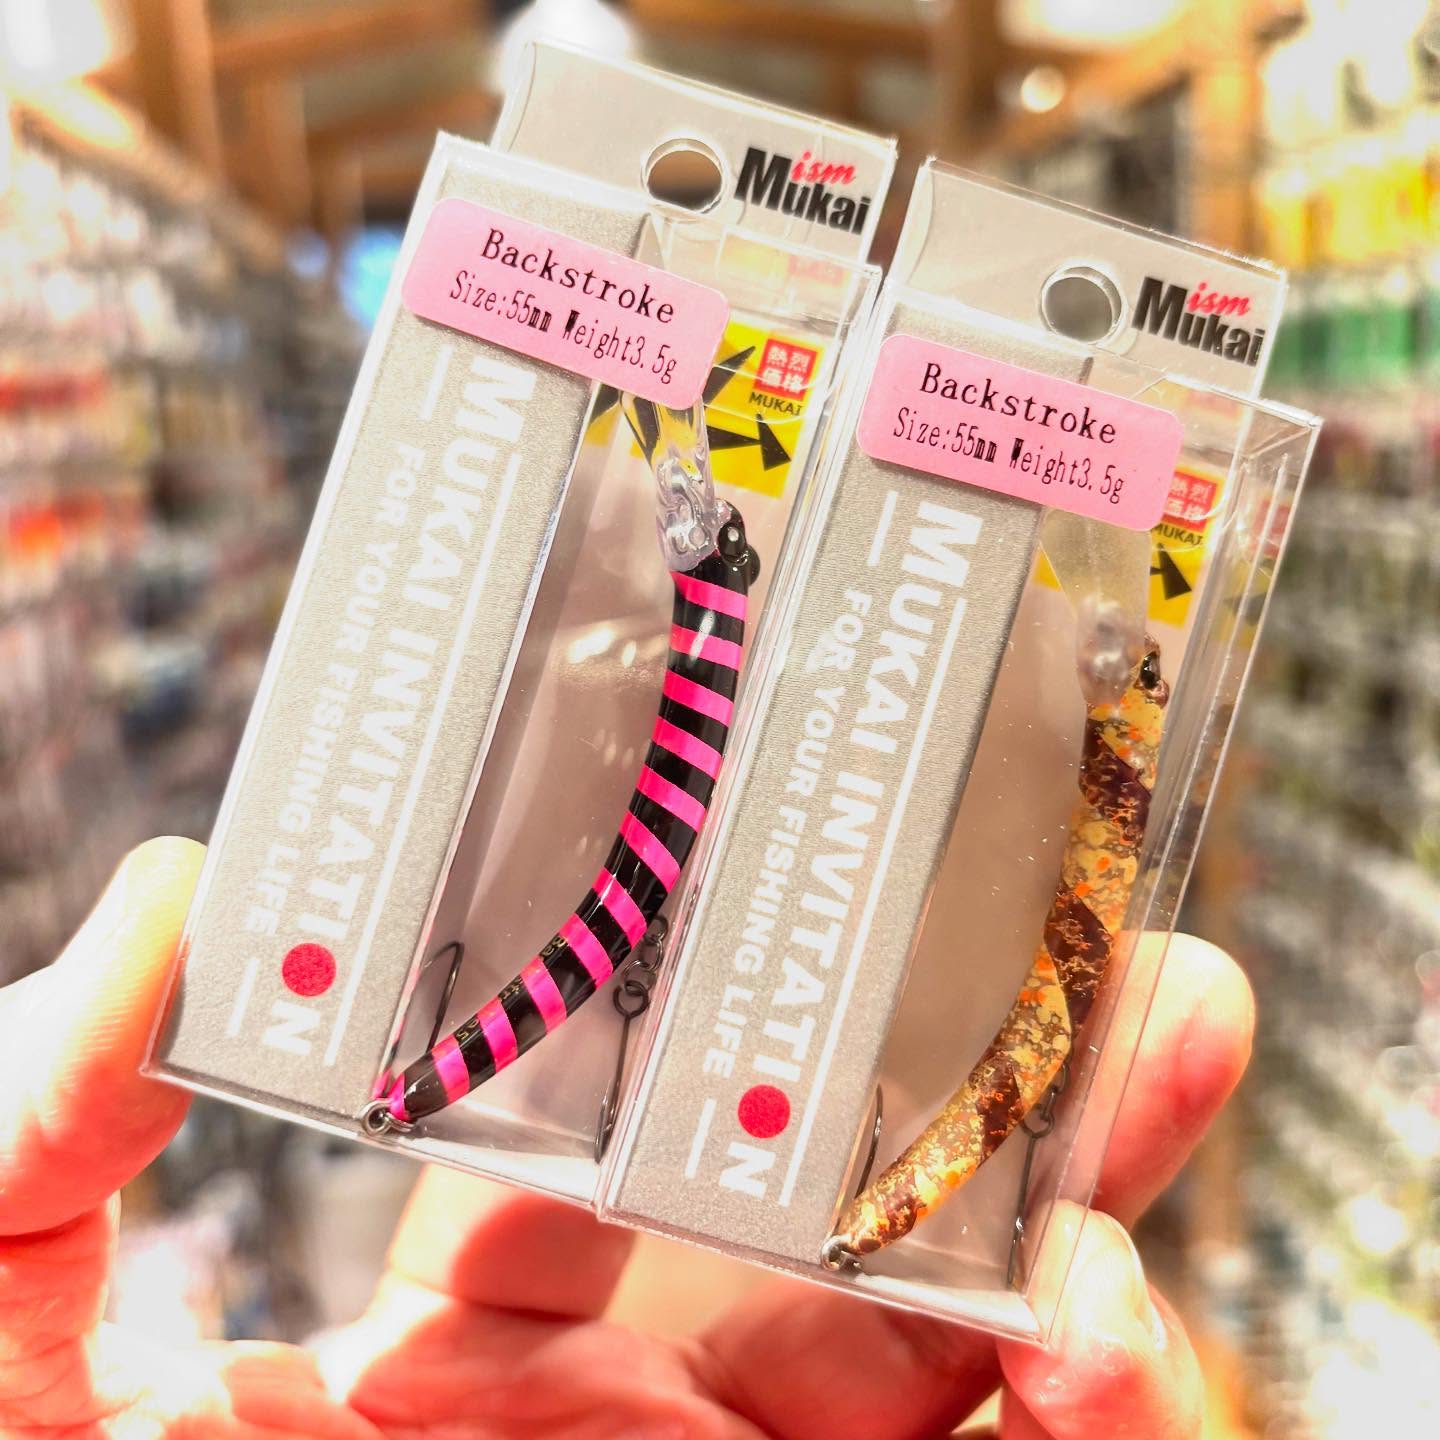 ism
Mukai
Backstroke
Size:55mm Weight3.5g
熱烈
価格
MUKAI
MUKAI INVITATION
FOR YOUR FISHING LIFE
ism
Mukai
Backstroke
Size:55mm Weight3.5g
熱烈
価格
MUKAI
MUKAI INVITATION
FOR YOUR FISHING LIFE